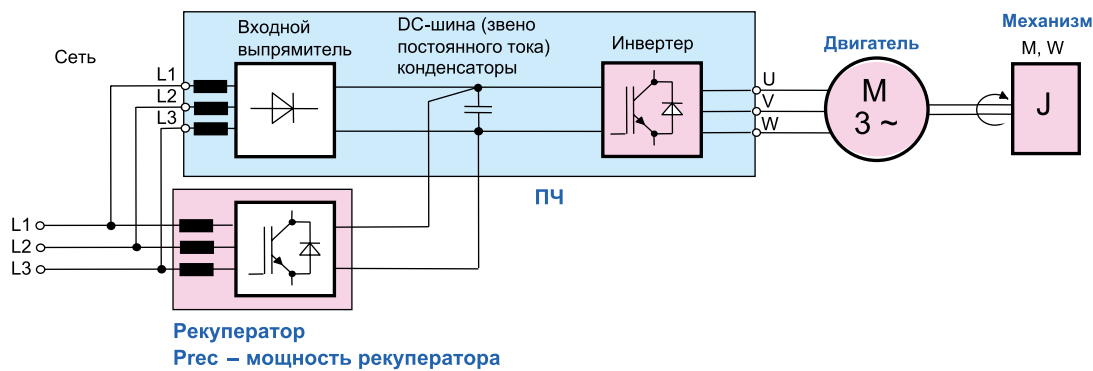 Сеть
Входной
выпрямитель
DC-шина (звено
постоянного тока)
конденсаторы
Инвертер
Двигатель
Механизм
M, W
L1
L2
L3
U
V
W
M
3 ~
J
ПЧ
L1
L2
L3
Рекуператор
Prec – мощность рекуператора